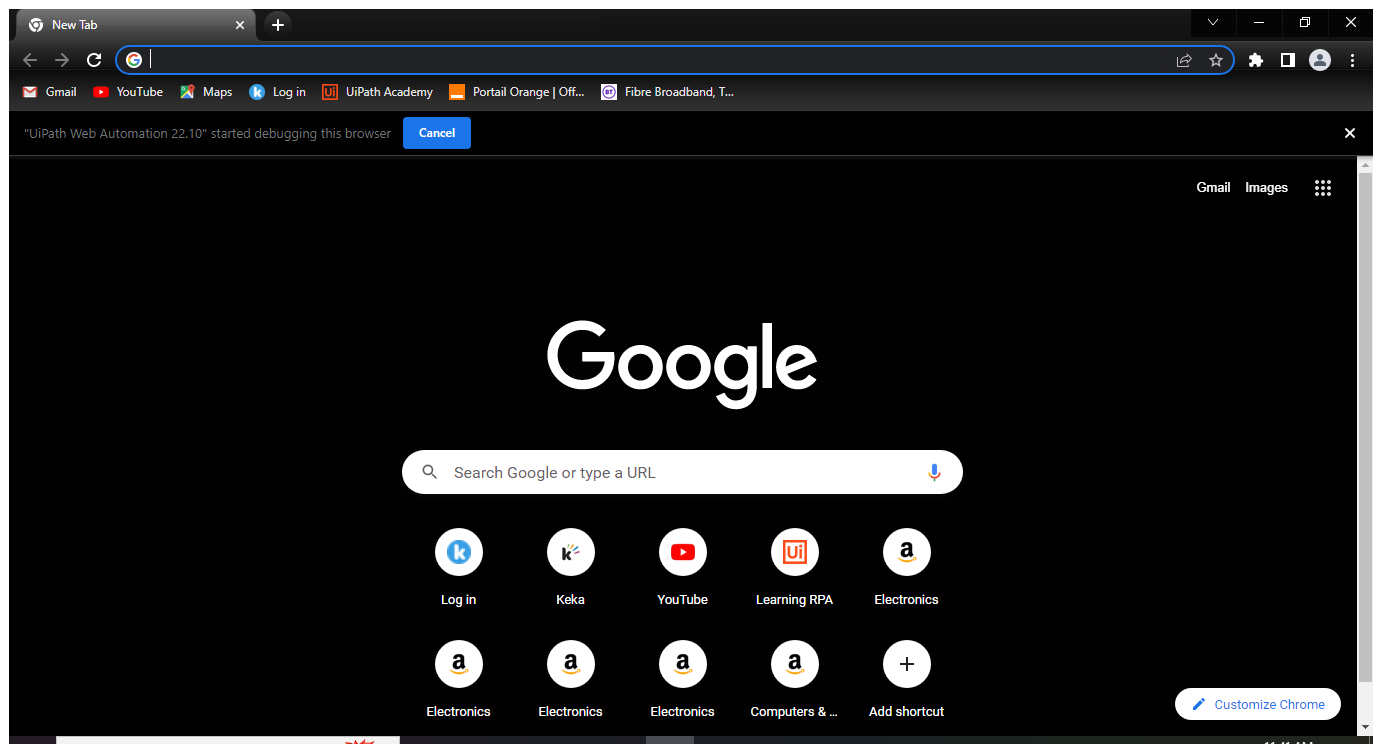 New Tab
Gmail YouTube Maps Log in UiPath Academy Portail Orange | Off... Fibre Broadband, T...
"UiPath Web Automation 22.10" started debugging this browser Cancel
Gmail Images
Google
Search Google or type a URL
Log in Keka YouTube Learning RPA Electronics
Electronics Electronics Electronics Computers & ... Add shortcut
Customize Chrome